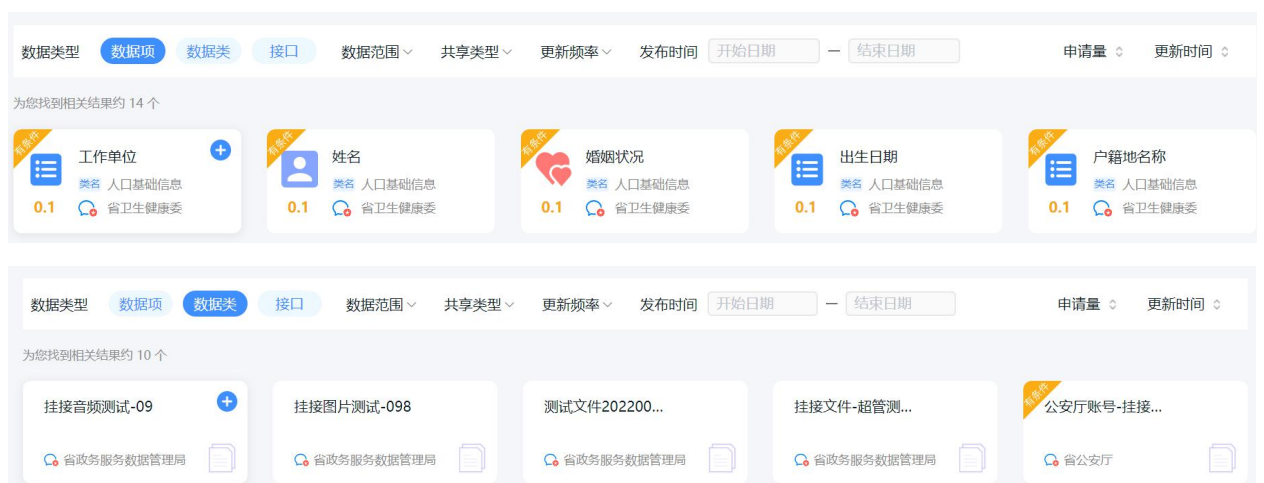 数据类型 数据项 数据类 接口 数据范围 共享类型 更新频率 发布时间 开始日期 — 结束日期 申请量 更新时间
为您找到相关结果约 14 个
有条件 有条件 有条件 有条件 有条件
工作单位 姓名 婚姻状况 出生日期 户籍地名称
类名 人口基础信息 类名 人口基础信息 类名 人口基础信息 类名 人口基础信息 类名 人口基础信息
0.1 省卫生健康委 0.1 省卫生健康委 0.1 省卫生健康委 0.1 省卫生健康委 0.1 省卫生健康委
数据类型 数据项 数据类 接口 数据范围 共享类型 更新频率 发布时间 开始日期 — 结束日期 申请量 更新时间
为您找到相关结果约 10 个
有条件
挂接音频测试-09 挂接图片测试-098 测试文件202200... 挂接文件-超管测... 公安厅账号-挂接...
省政务服务数据管理局 省政务服务数据管理局 省政务服务数据管理局 省政务服务数据管理局 省公安厅